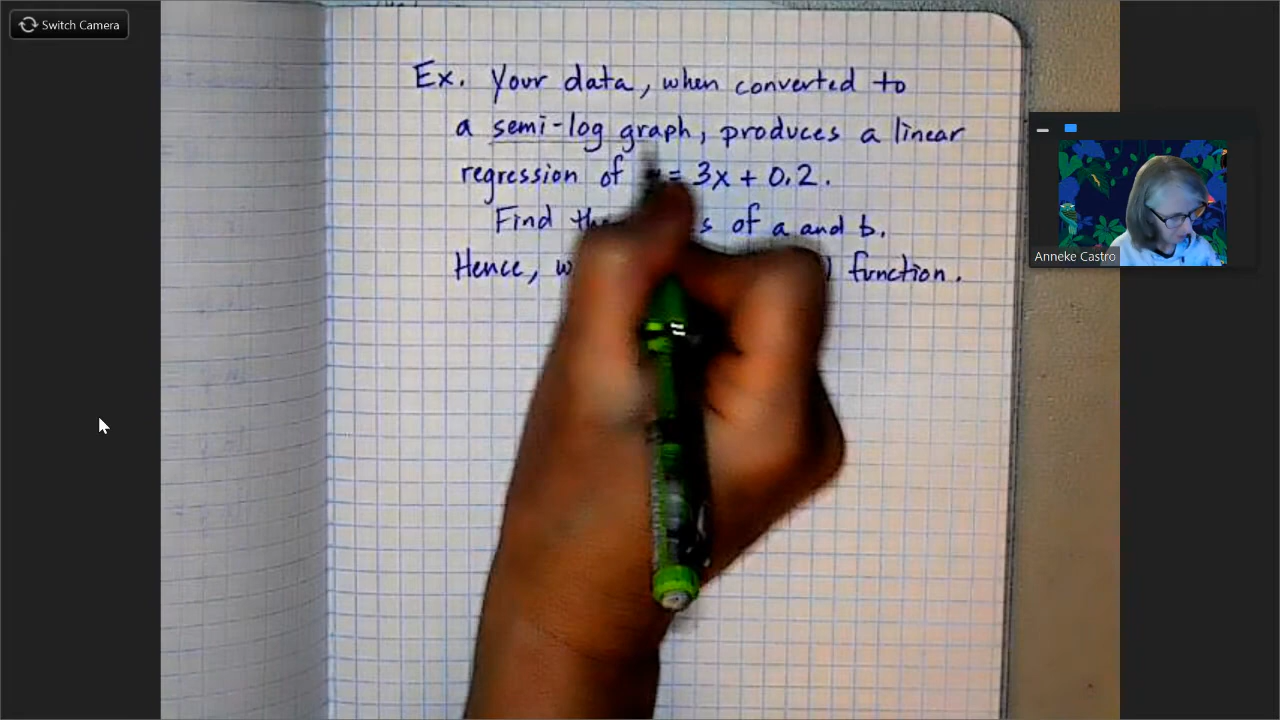 Switch Camera
Ex. Your data, when converted to
a semi-log graph, produces a linear
regression of = 3x + 0.2.
Find of a and b.
Hence, function.
Anneke Castro